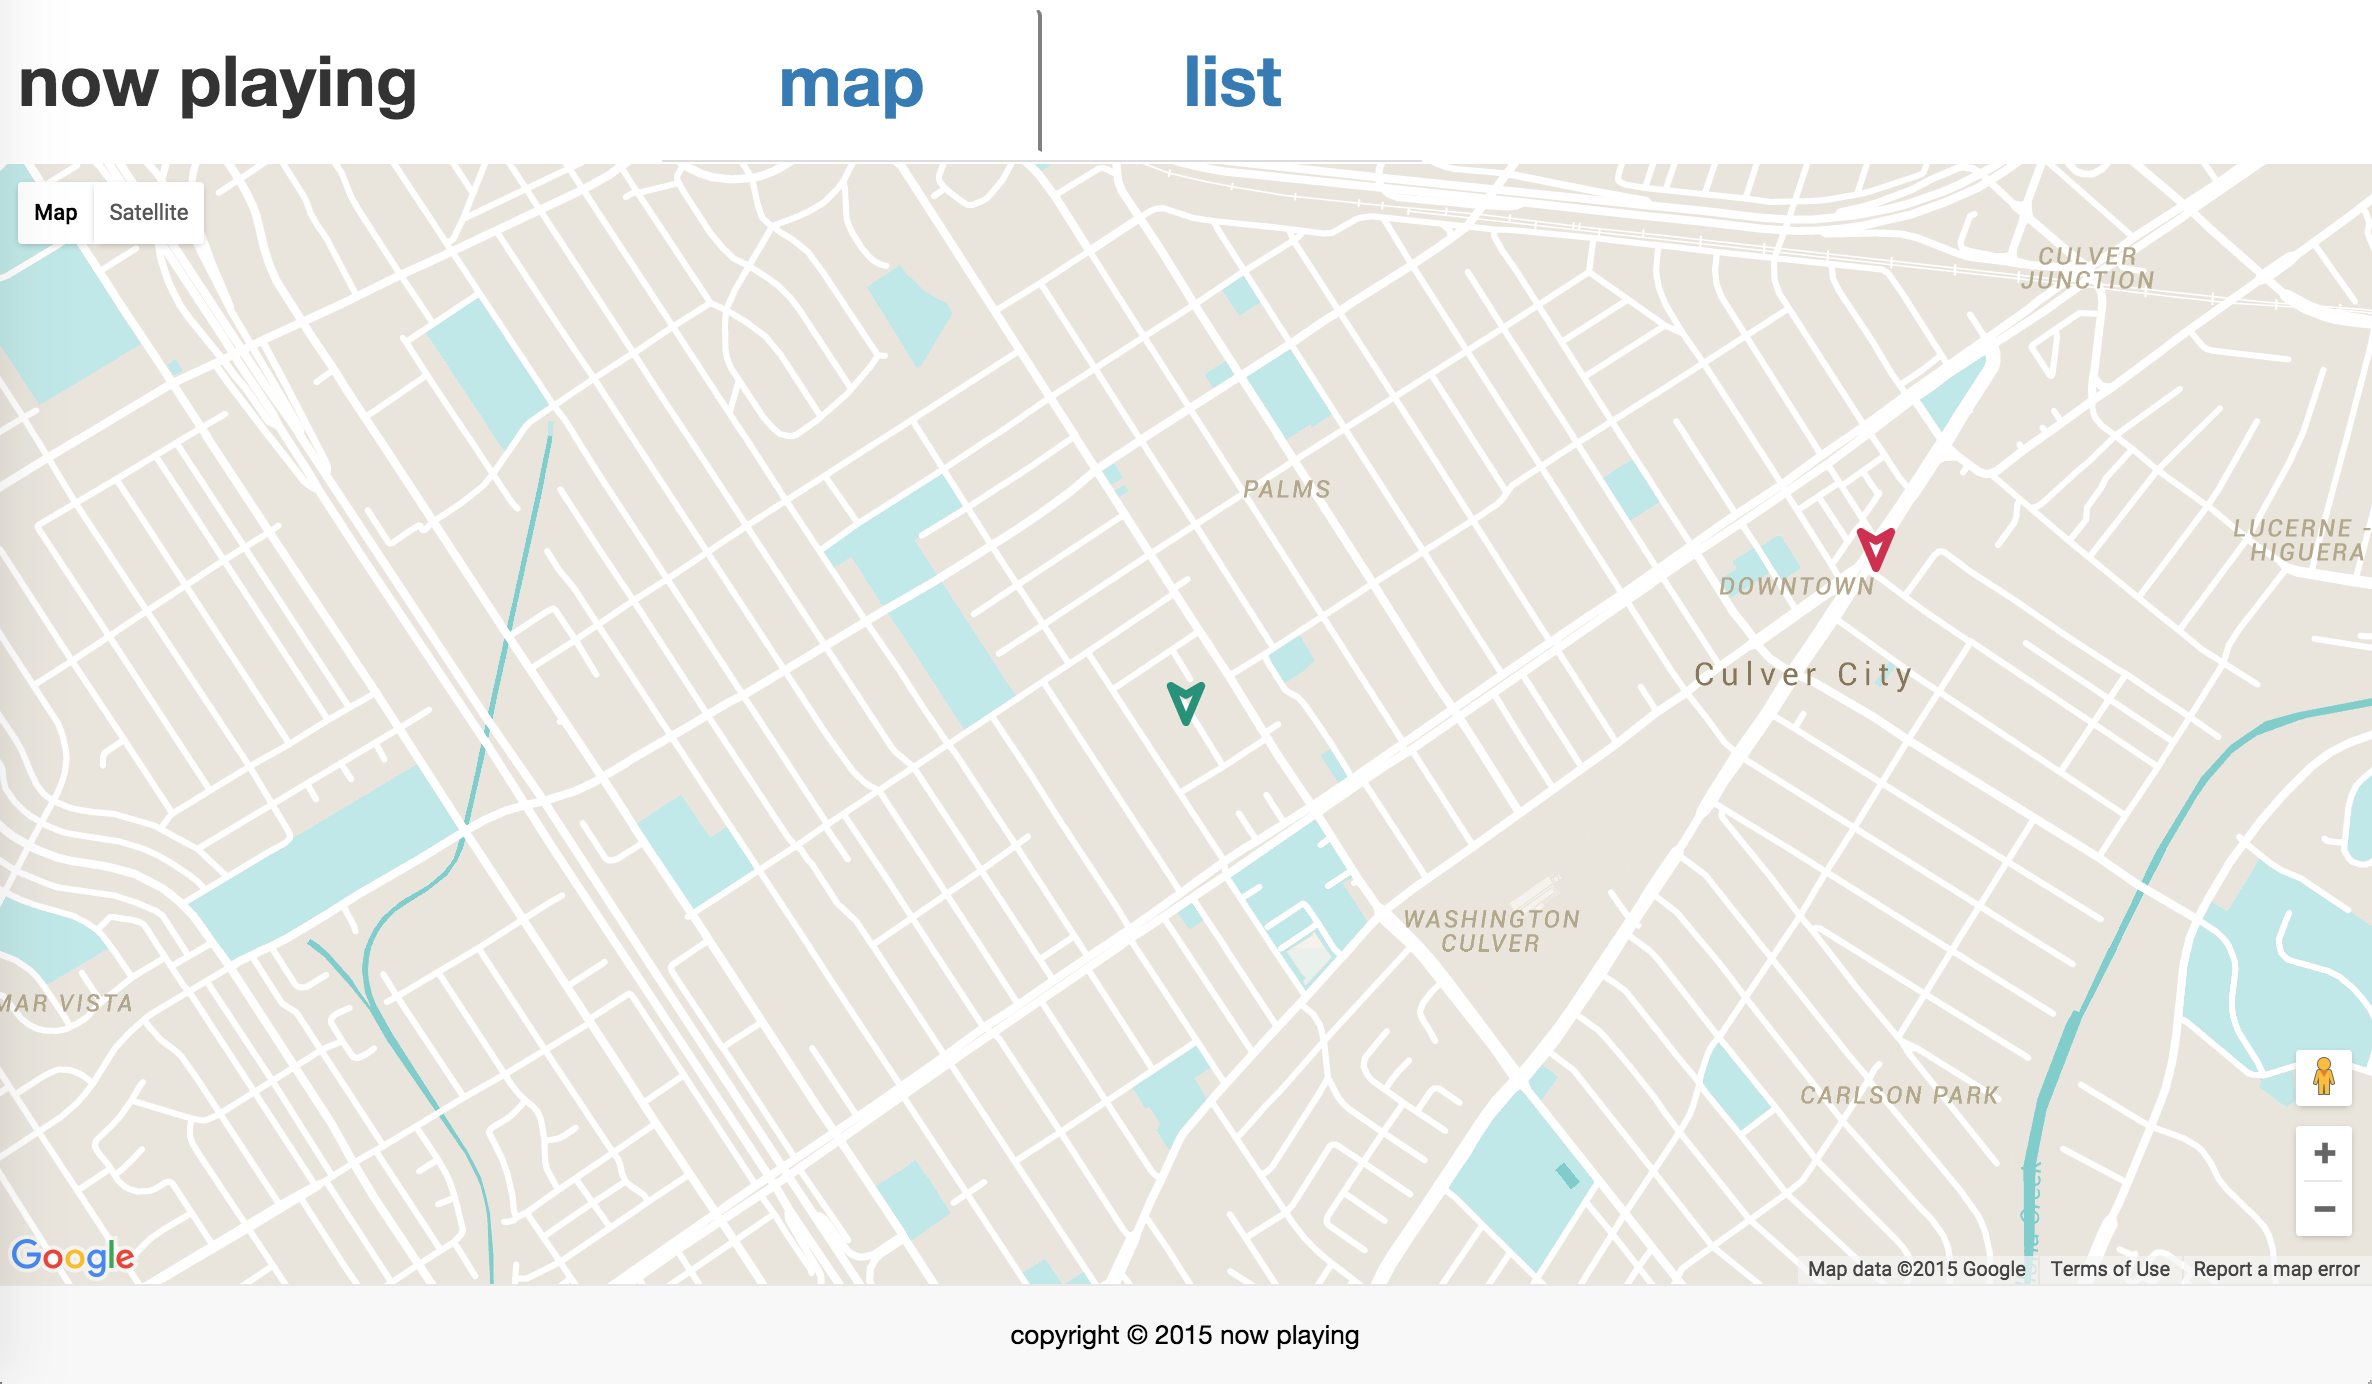 now playing
map
list
Map
Satellite
CULVER
JUNCTION
PALMS
LUCERNE -
HIGUERA
DOWNTOWN
Culver City
WASHINGTON
CULVER
MAR VISTA
CARLSON PARK
Creek
Google
Map data ©2015 Google
Terms of Use
Report a map error
copyright © 2015 now playing